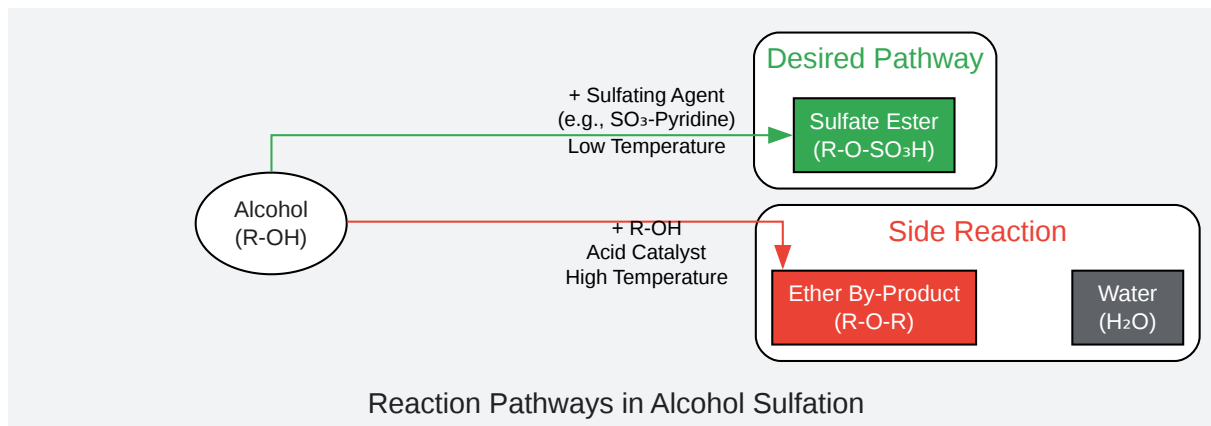 Desired Pathway
+ Sulfating Agent
(e.g., SO₃-Pyridine)
Low Temperature
Sulfate Ester
(R-O-SO₃H)
Alcohol
(R-OH)
+ R-OH
Acid Catalyst
High Temperature
Side Reaction
Ether By-Product
(R-O-R)
Water
(H₂O)
Reaction Pathways in Alcohol Sulfation